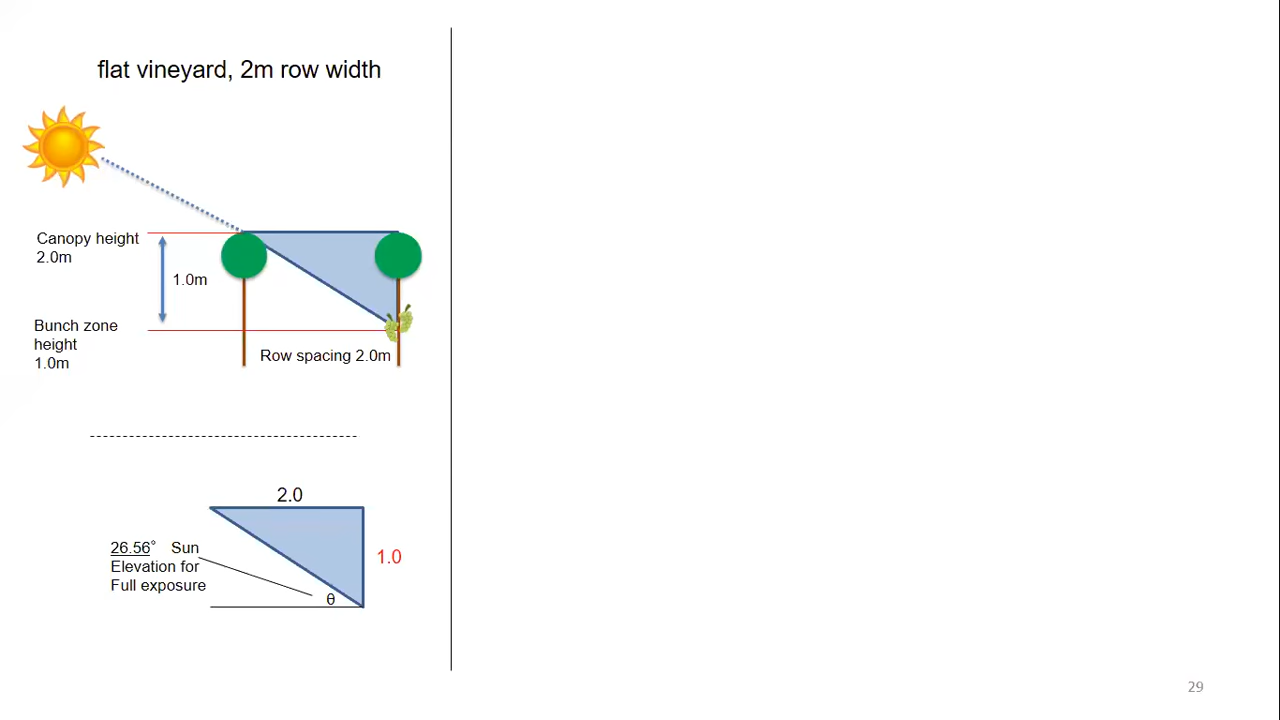 flat vineyard, 2m row width
Canopy height
2.0m
1.0m
Bunch zone
height
1.0m
Row spacing 2.0m
2.0
26.56° Sun
Elevation for
Full exposure
1.0
θ
29